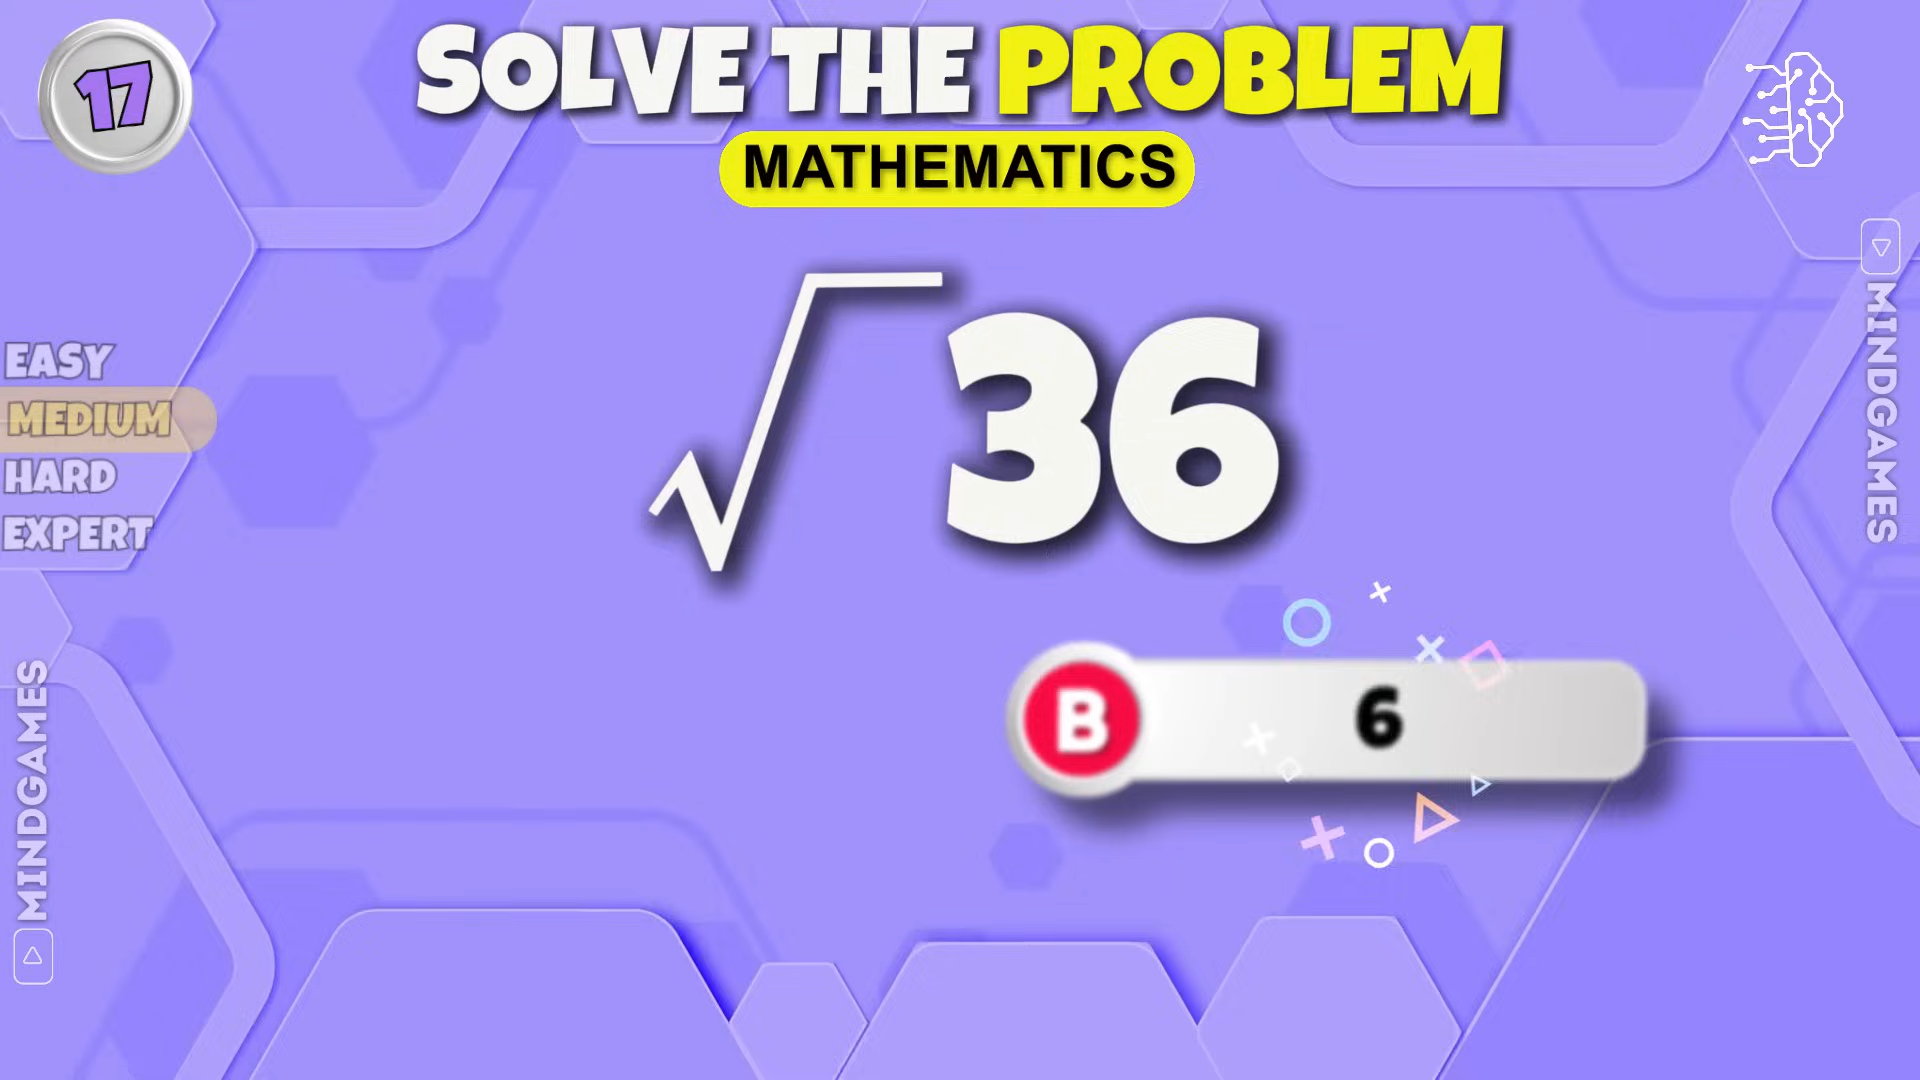 17
SOLVE THE PROBLEM
MATHEMATICS
√36
EASY
MEDIUM
HARD
EXPERT
B 6
MINDGAMES
MINDGAMES